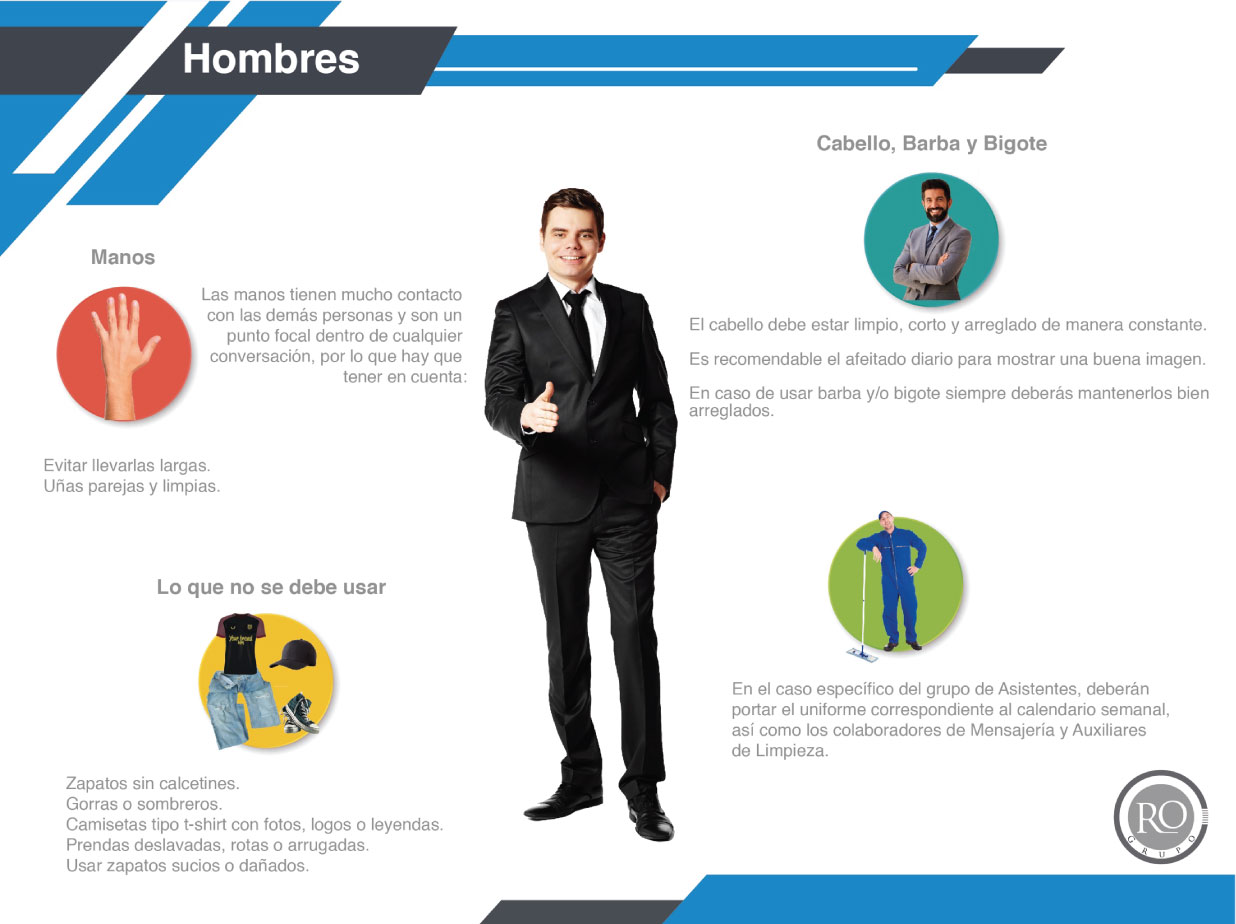 Hombres
Cabello, Barba y Bigote
El cabello debe estar limpio, corto y arreglado de manera constante.
Es recomendable el afeitado diario para mostrar una buena imagen.
En caso de usar barba y/o bigote siempre deberás mantenerlos bien
arreglados.
Manos
Las manos tienen mucho contacto
con las demás personas y son un
punto focal dentro de cualquier
conversación, por lo que hay que
tener en cuenta:
Evitar llevarlas largas.
Uñas parejas y limpias.
Lo que no se debe usar
Zapatos sin calcetines.
Gorras o sombreros.
Camisetas tipo t-shirt con fotos, logos o leyendas.
Prendas deslavadas, rotas o arrugadas.
Usar zapatos sucios o dañados.
En el caso específico del grupo de Asistentes, deberán
portar el uniforme correspondiente al calendario semanal,
así como los colaboradores de Mensajería y Auxiliares
de Limpieza.
RO
GRUPO